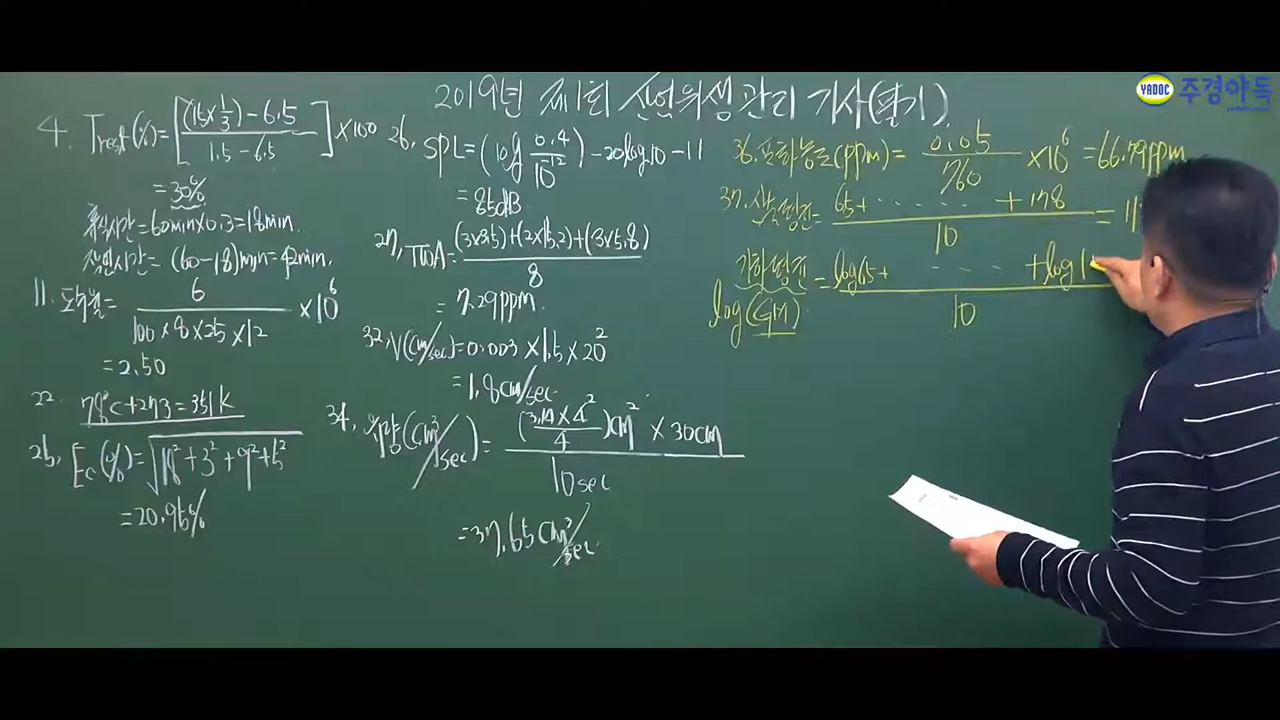 2019년 제1회 산업위생관리기사(필기)
YADOC 주경아독
4. Trest(%) = [((15×1/3) - 6.5) / (1.5 - 6.5)] × 100
= 30%
휴식시간 = 60min × 0.3 = 18min.
작업시간 = (60-18)min = 42min.
11. 도수율 = 6 / (100 × 8 × 25 × 12) × 10⁶
= 2.50
22. 78℃ + 273 = 351K
25. Ec(%) = √(18² + 3² + 9² + 5²)
= 20.95%
26. SPL = (10log 0.4/10⁻¹²) - 20log10 - 11
= 85dB
27. TWA = ((3×3.5) + (2×15.2) + (3×5.8)) / 8
= 7.29ppm
32. V(cm/sec) = 0.003 × 1.5 × 20²
= 1.8cm/sec
34. 유량(cm³/sec) = ((3.14 × 4²)/4)cm² × 30cm / 10sec
= 37.65cm³/sec
36. 포화농도(ppm) = 0.05/760 × 10⁶ = 65.79ppm
37. 산술평균 = (65 + ······ + 178) / 10 = 11
기하평균 = (log65 + ···· + log1 / 10
log(GM)